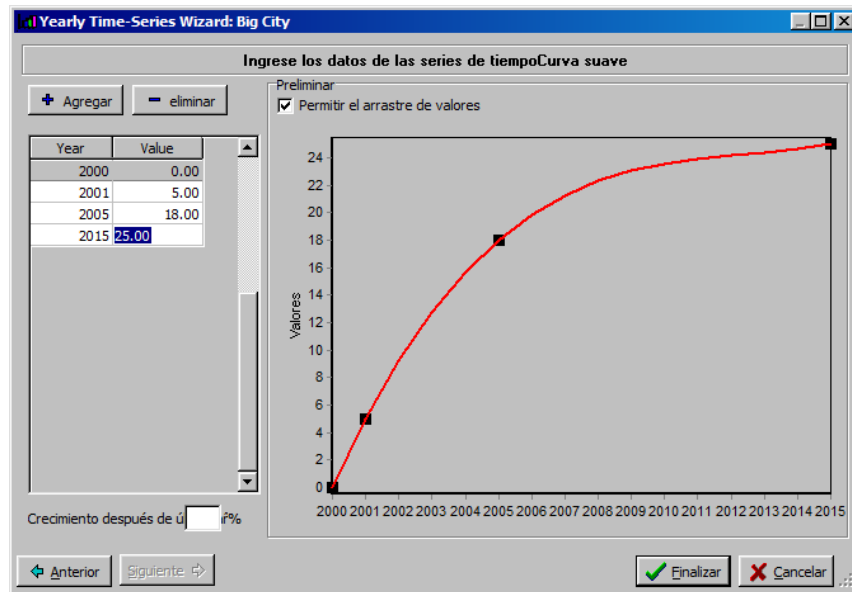 Yearly Time-Series Wizard: Big City
Ingrese los datos de las series de tiempoCurva suave
Agregar eliminar
Year Value
2000 0.00
2001 5.00
2005 18.00
2015 25.00
Crecimiento después de ú %
Preliminar
Permitir el arrastre de valores
Valores
24
22
20
18
16
14
12
10
8
6
4
2
0
2000 2001 2002 2003 2004 2005 2006 2007 2008 2009 2010 2011 2012 2013 2014 2015
Anterior Siguiente Finalizar Cancelar